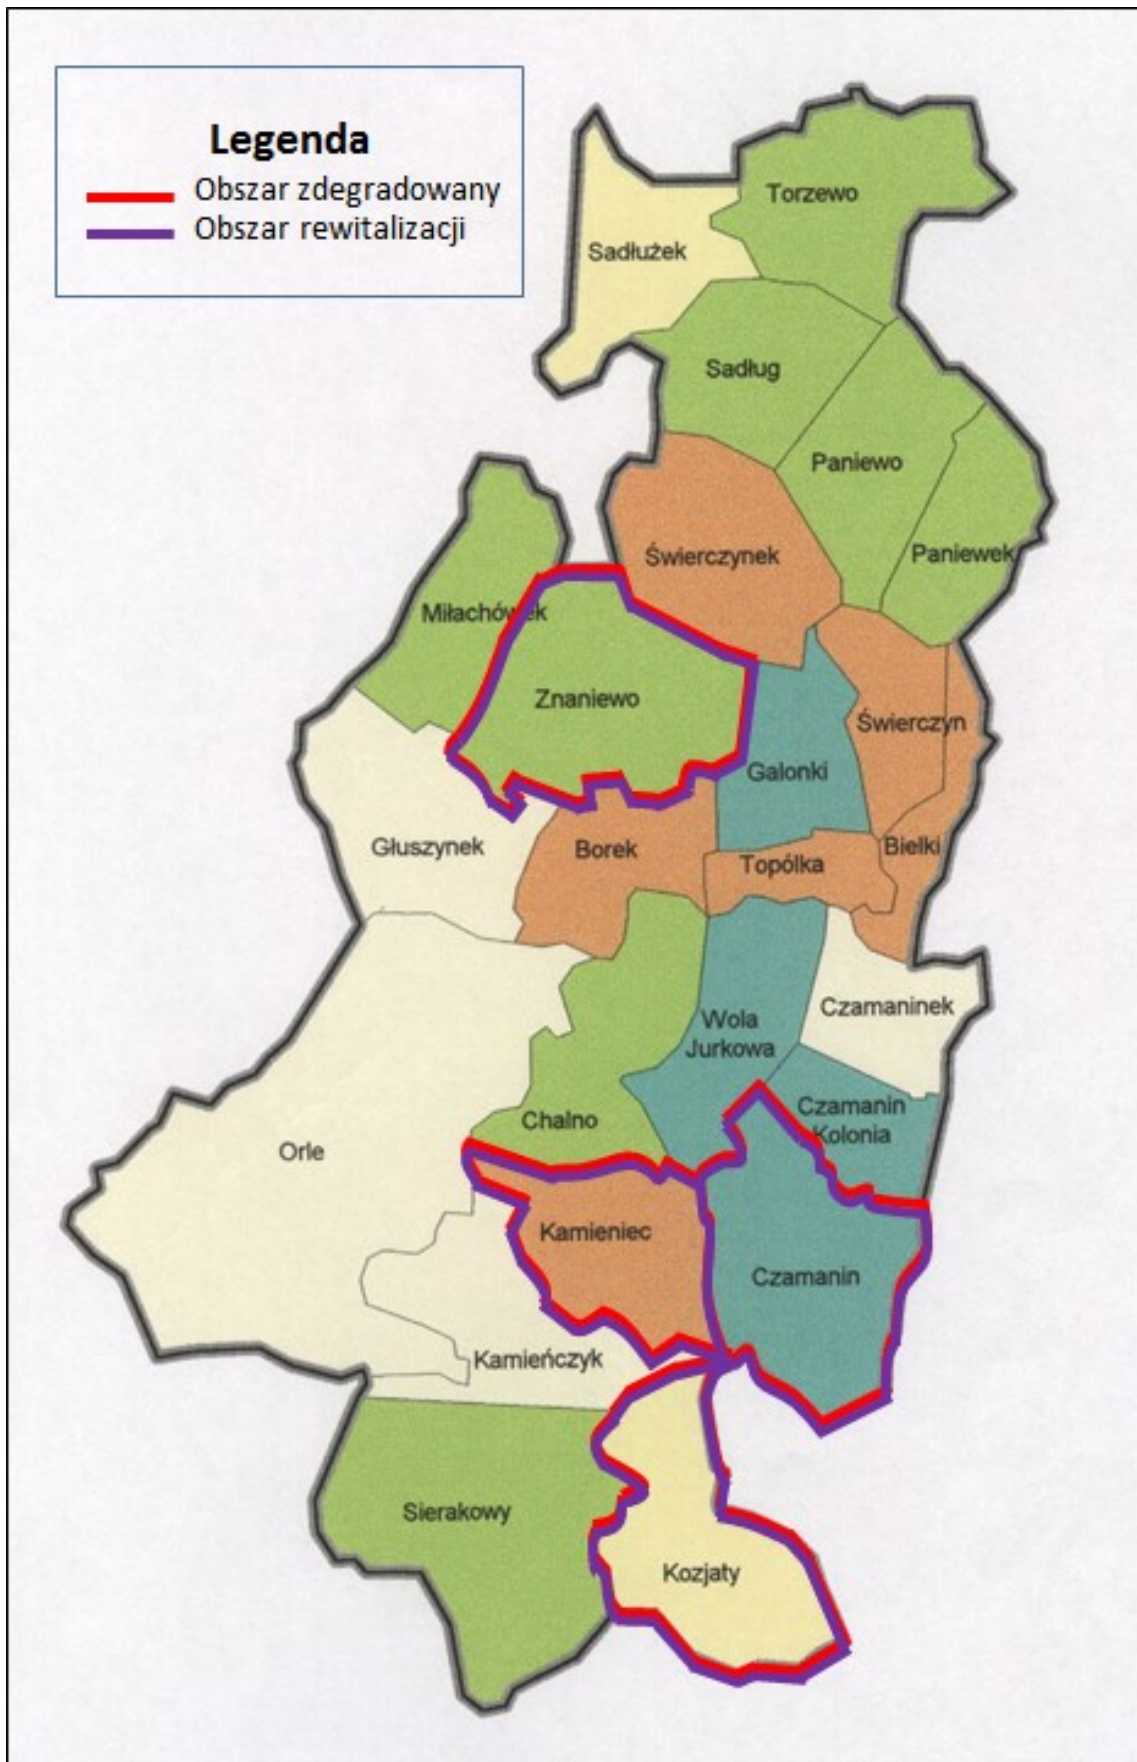 Legenda
Obszar zdegradowany
Obszar rewitalizacji
Torzewo
Sadłużek
Sadług
Paniewo
Paniewek
Świerczynek
Miłachówek
Znaniewo
Świerczyn
Galonki
Głuszynek
Borek
Topólka
Bielki
Czamaninek
Wola
Jurkowa
Czamanin
Kolonia
Chalno
Orle
Kamieniec
Czamanin
Kamieńczyk
Sierakowy
Kozjaty